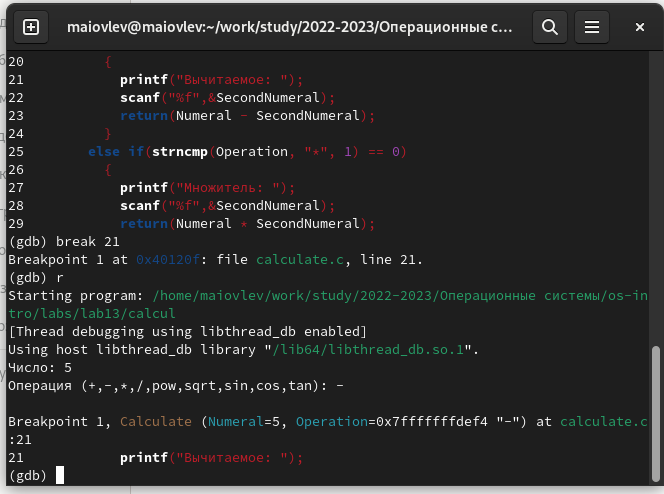 maiovlev@maiovlev:~/work/study/2022-2023/Операционные с…
20 {
21 printf("Вычитаемое: ");
22 scanf("%f",&SecondNumeral);
23 return(Numeral - SecondNumeral);
24 }
25 else if(strncmp(Operation, "*", 1) == 0)
26 {
27 printf("Множитель: ");
28 scanf("%f",&SecondNumeral);
29 return(Numeral * SecondNumeral);
(gdb) break 21
Breakpoint 1 at 0x40120f: file calculate.c, line 21.
(gdb) r
Starting program: /home/maiovlev/work/study/2022-2023/Операционные системы/os-in
tro/labs/lab13/calcul
[Thread debugging using libthread_db enabled]
Using host libthread_db library "/lib64/libthread_db.so.1".
Число: 5
Операция (+,-,*,/,pow,sqrt,sin,cos,tan): -
Breakpoint 1, Calculate (Numeral=5, Operation=0x7fffffffdef4 "-") at calculate.c
:21
21 printf("Вычитаемое: ");
(gdb)